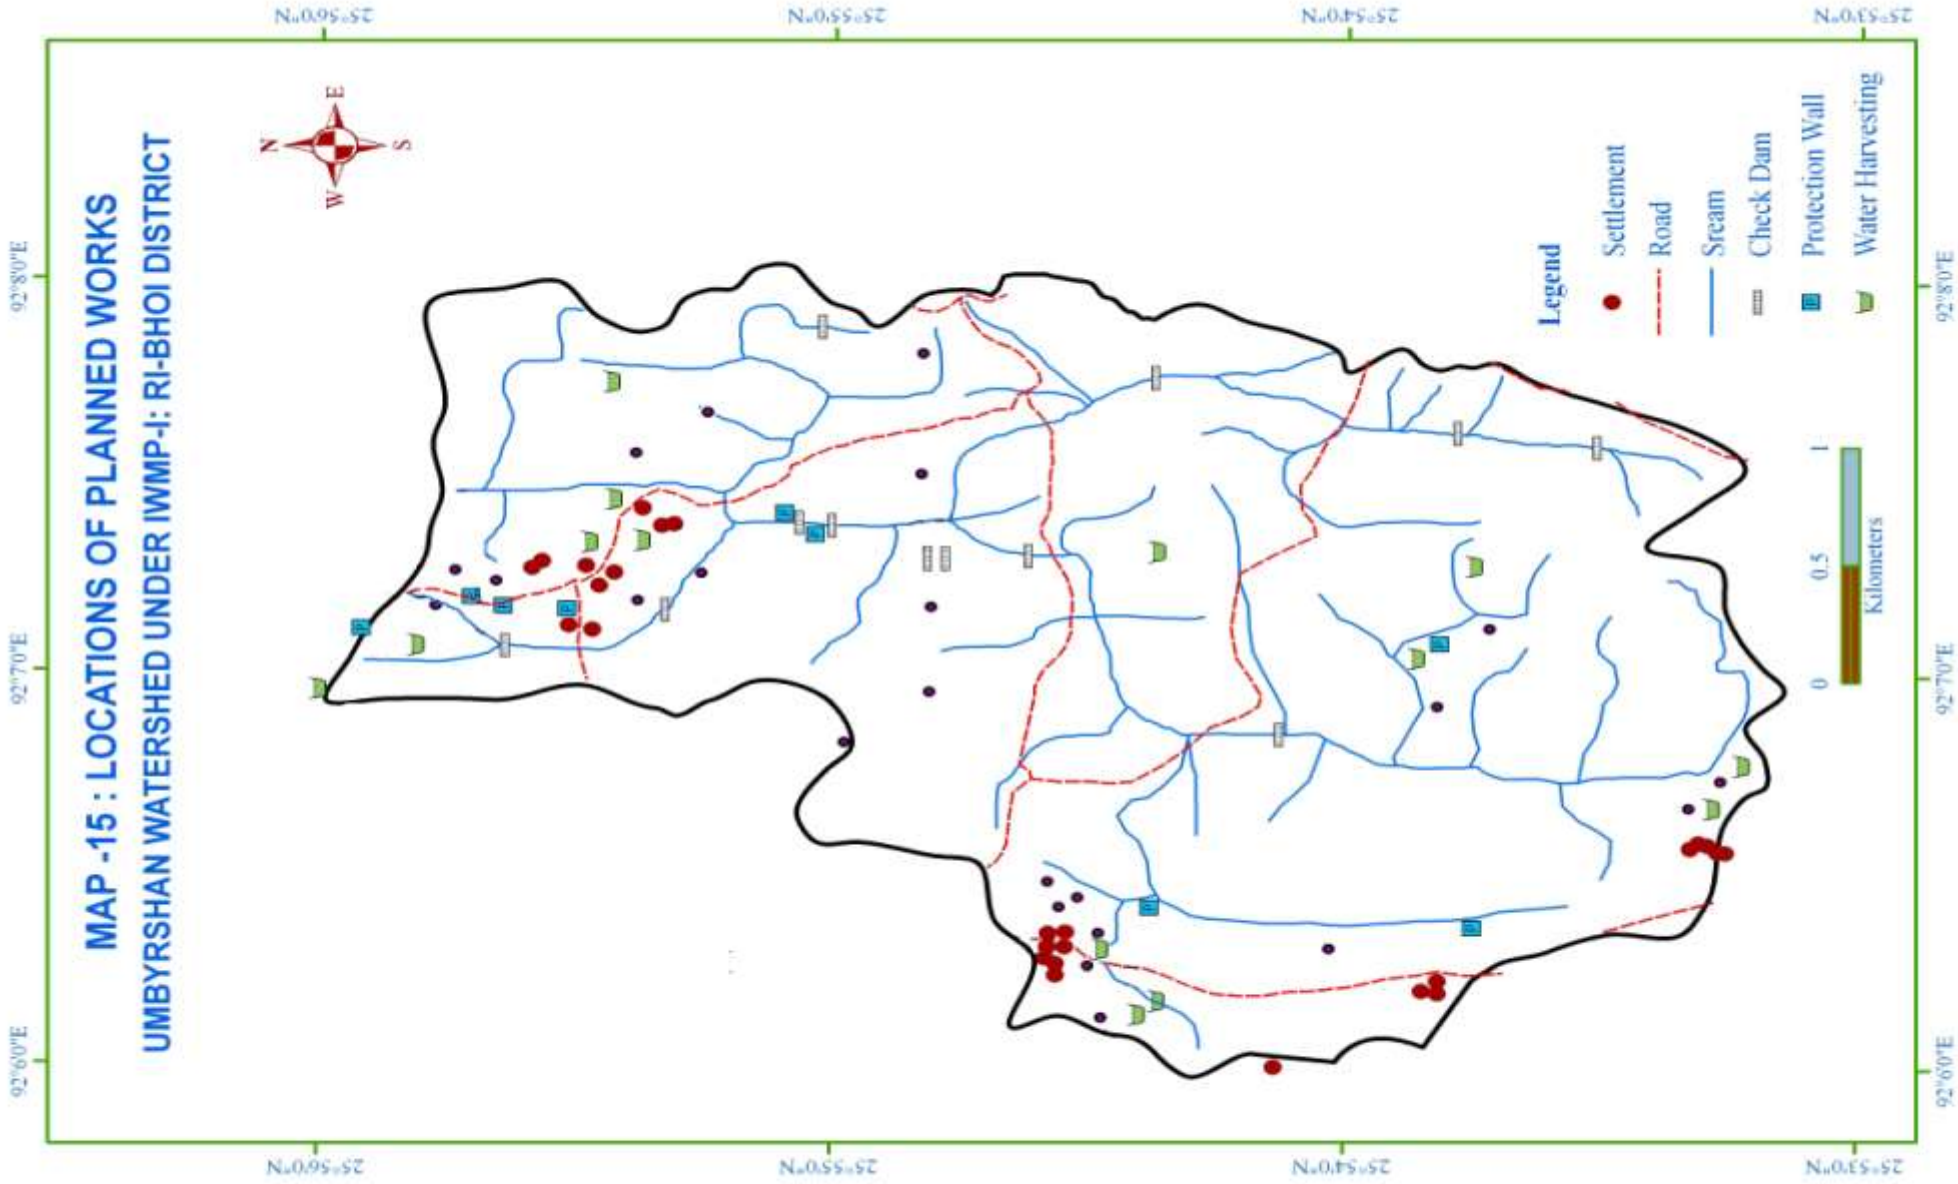 MAP -15 : LOCATIONS OF PLANNED WORKS
UMBYRSHAN WATERSHED UNDER IWMP-I: RI-BHOI DISTRICT
92°6'0"E
92°7'0"E
92°8'0"E
25°56'0"N
25°55'0"N
25°54'0"N
25°53'0"N
25°56'0"N
25°55'0"N
25°54'0"N
25°53'0"N
N
W
E
S
P
P
P
P
P
P
P
P
P
Legend
Settlement
Road
Sream
Check Dam
P Protection Wall
Water Harvesting
0 0.5 1
Kilometers
92°6'0"E
92°7'0"E
92°8'0"E